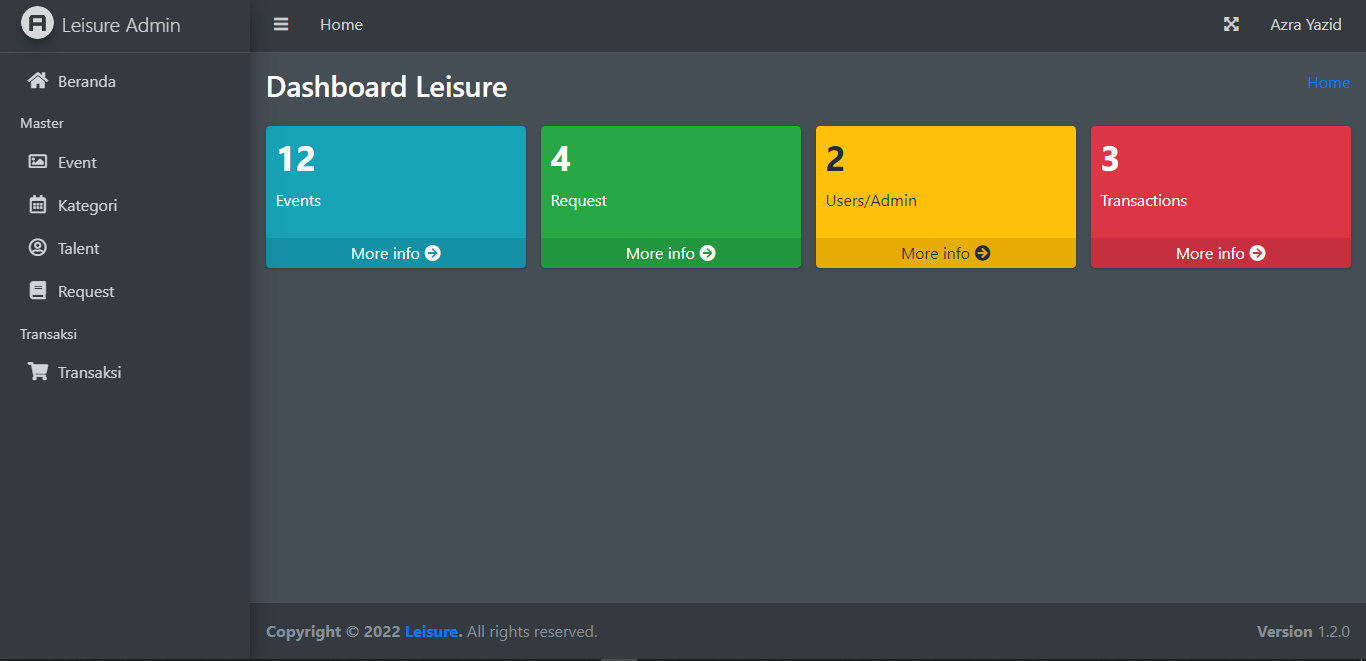 Leisure Admin
Home
Azra Yazid
Beranda
Master
Event
Kategori
Talent
Request
Transaksi
Transaksi
Dashboard Leisure
Home
12
Events
More info
4
Request
More info
2
Users/Admin
More info
3
Transactions
More info
Copyright © 2022 Leisure. All rights reserved.
Version 1.2.0